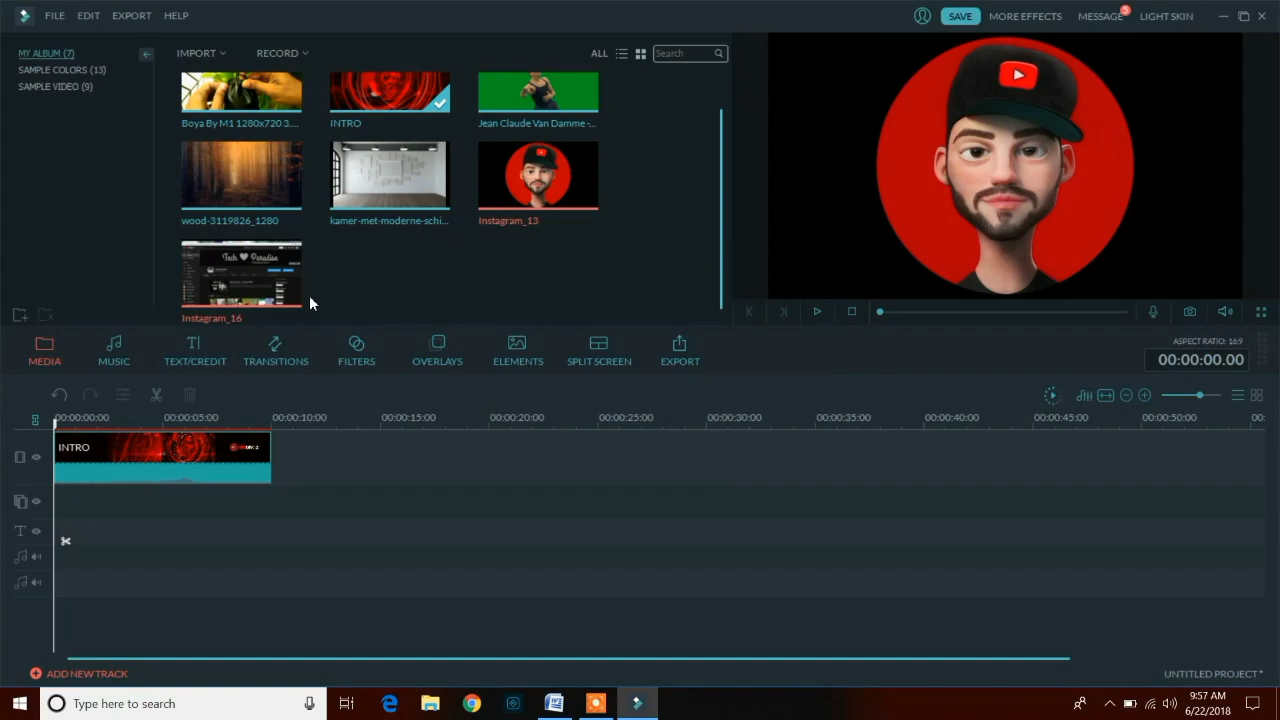 FILE EDIT EXPORT HELP SAVE MORE EFFECTS MESSAGE 5 LIGHT SKIN
MY ALBUM (7)
SAMPLE COLORS (13)
SAMPLE VIDEO (9)
IMPORT RECORD ALL Search
Boya By M1 1280x720 3.... INTRO Jean Claude Van Damme -...
wood-3119826_1280 kamer-met-moderne-schi... Instagram_13
Tech Paradise
Instagram_16
MEDIA MUSIC TEXT/CREDIT TRANSITIONS FILTERS OVERLAYS ELEMENTS SPLIT SCREEN EXPORT
ASPECT RATIO: 16:9
00:00:00.00
00:00:00:00 00:00:05:00 00:00:10:00 00:00:15:00 00:00:20:00 00:00:25:00 00:00:30:00 00:00:35:00 00:00:40:00 00:00:45:00 00:00:50:00 00:
INTRO
ADD NEW TRACK
UNTITLED PROJECT *
Type here to search
9:57 AM
6/22/2018